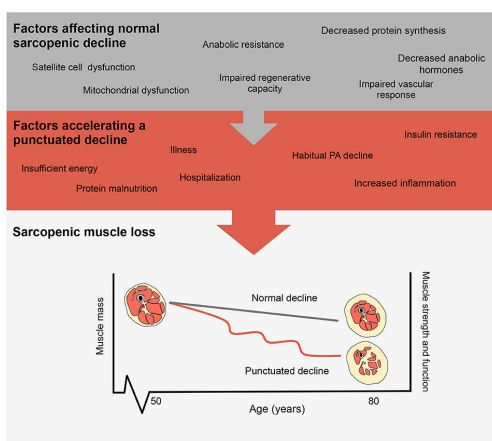 Factors affecting normal
sarcopenic decline
Decreased protein synthesis
Anabolic resistance
Satellite cell dysfunction
Decreased anabolic
hormones
Mitochondrial dysfunction
Impaired regenerative
capacity
Impaired vascular
response
Factors accelerating a
punctuated decline
Insulin resistance
Illness
Habitual PA decline
Insufficient energy
Hospitalization
Protein malnutrition
Increased inflammation
Sarcopenic muscle loss
Muscle mass
Normal decline
Punctuated decline
Muscle strength and function
50
80
Age (years)